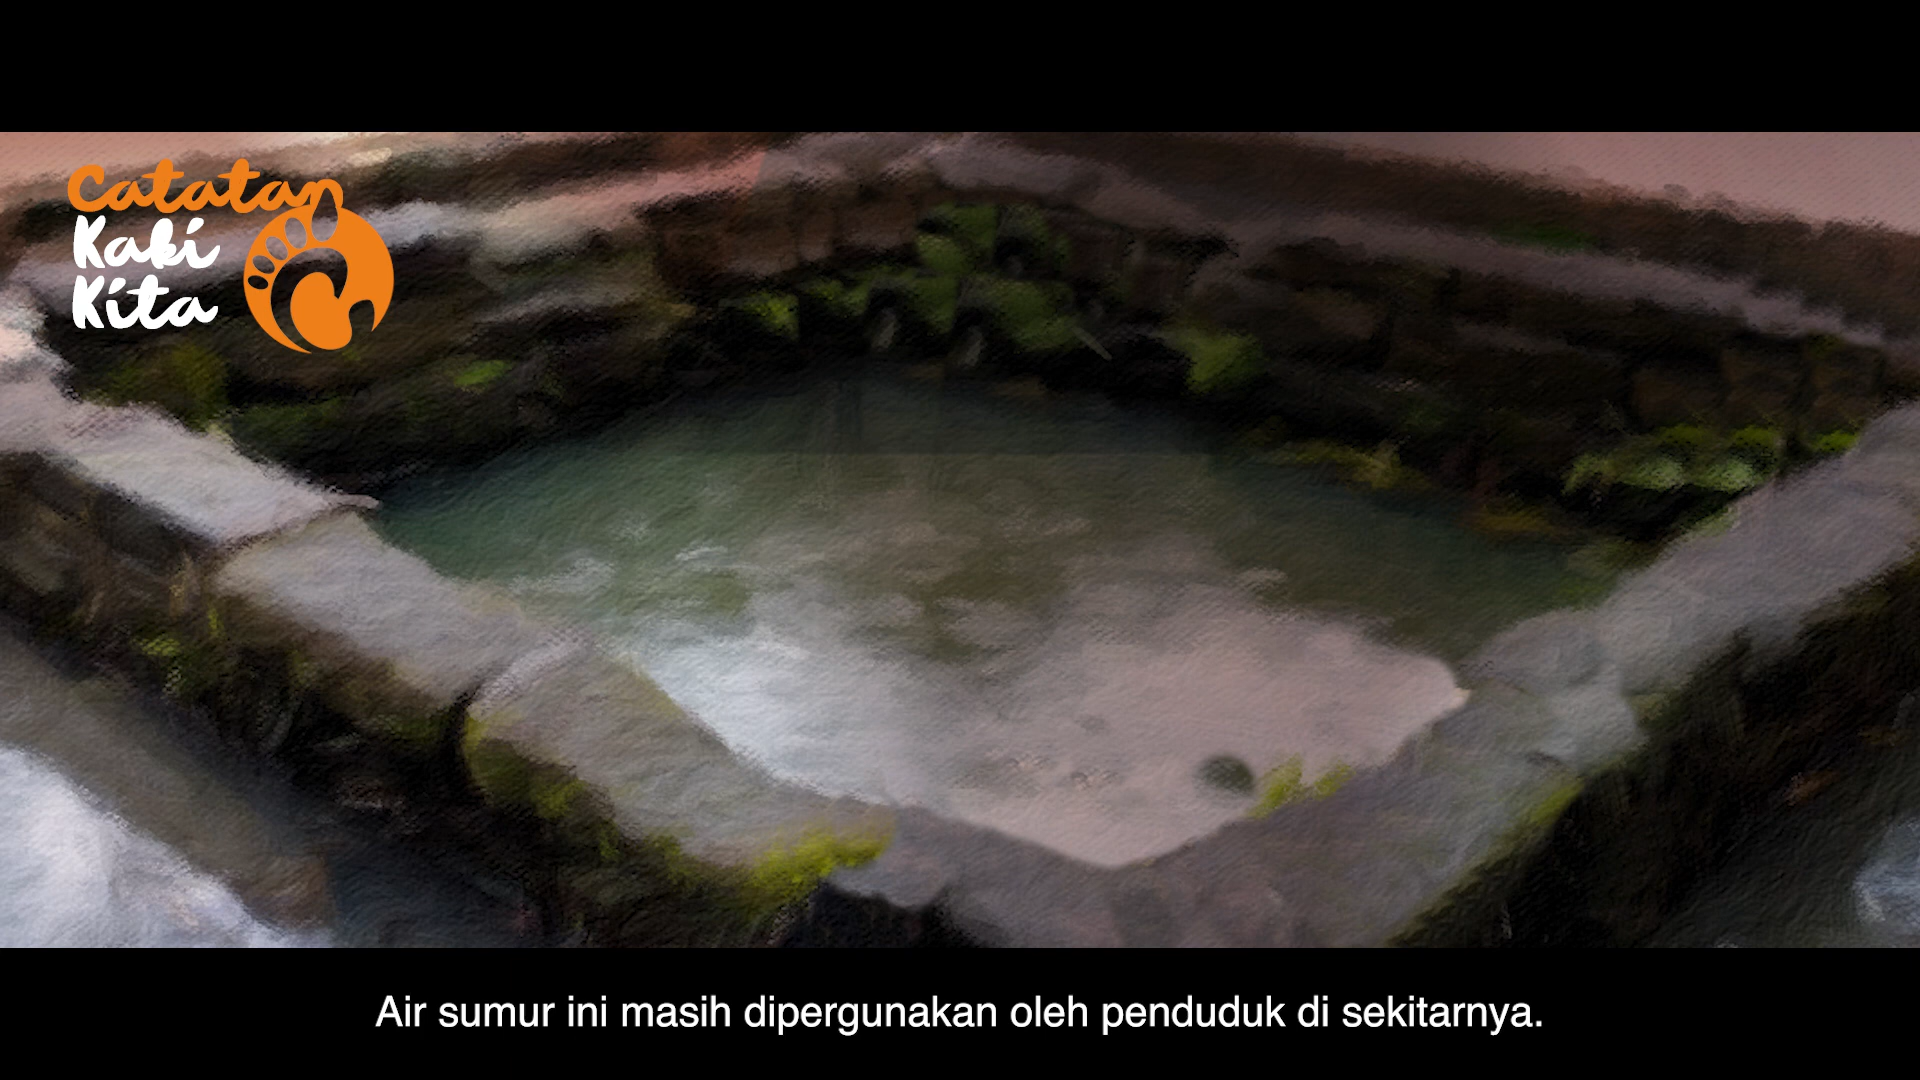 Catatan
Kaki
Kita
Air sumur ini masih dipergunakan oleh penduduk di sekitarnya.